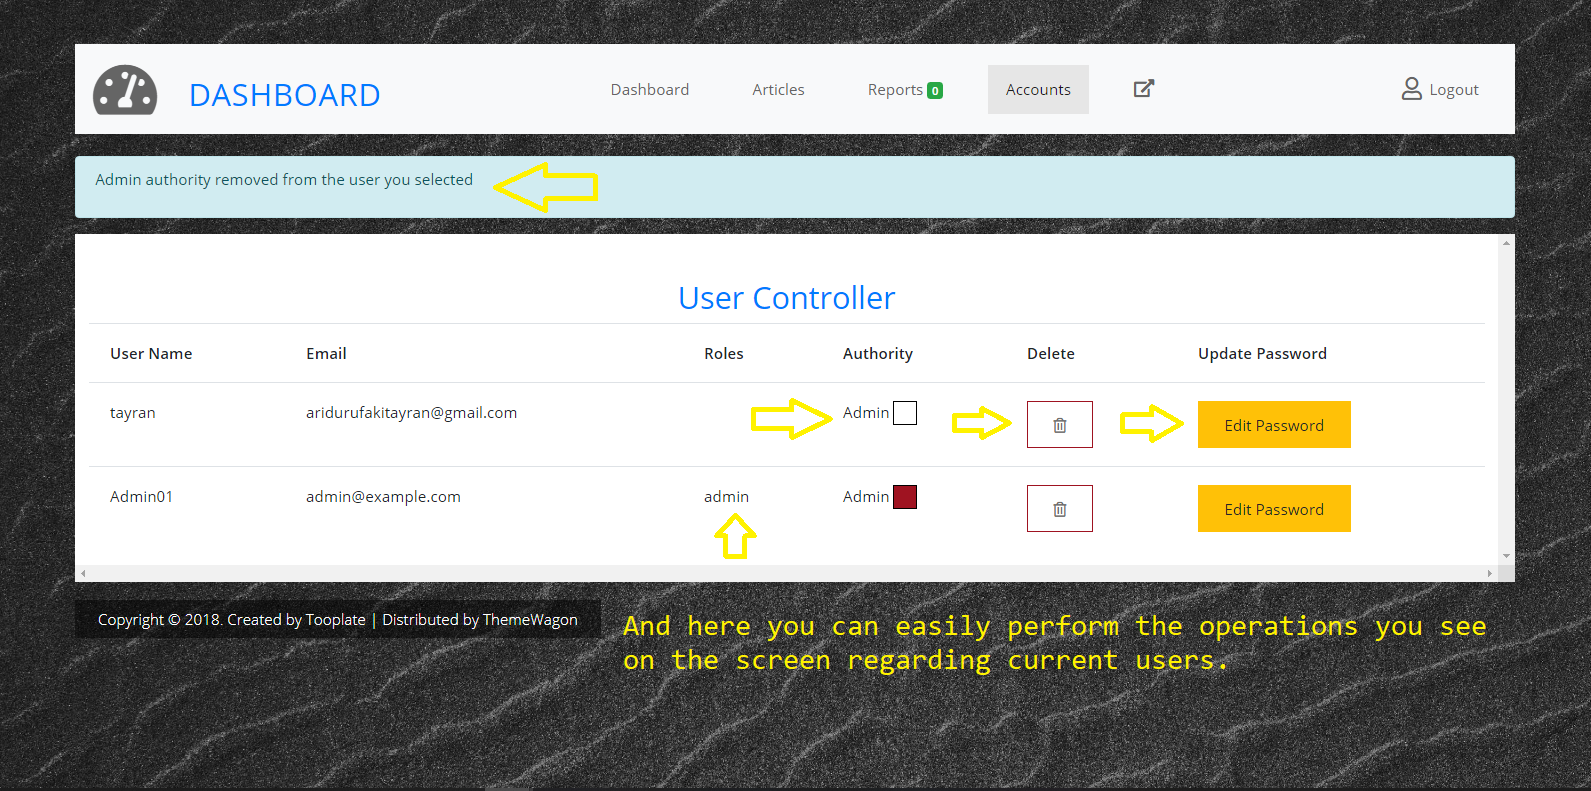 DASHBOARD Dashboard Articles Reports 0 Accounts Logout
Admin authority removed from the user you selected
User Controller
User Name Email Roles Authority Delete Update Password
tayran aridurufakitayran@gmail.com Admin Edit Password
Admin01 admin@example.com admin Admin Edit Password
Copyright © 2018. Created by Tooplate | Distributed by ThemeWagon
And here you can easily perform the operations you see
on the screen regarding current users.